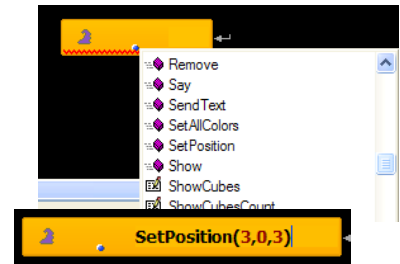 Remove
Say
SendText
SetAllColors
SetPosition
Show
ShowCubes
ShowCubesCount
SetPosition(3,0,3)